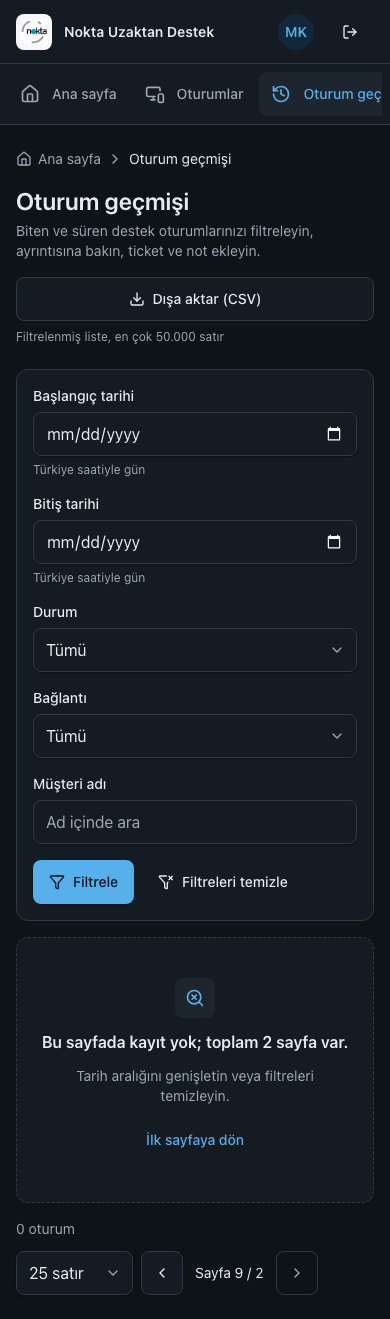 nokta
Nokta Uzaktan Destek
MK
Ana sayfa
Oturumlar
Oturum geç
Ana sayfa
Oturum geçmişi
Oturum geçmişi
Biten ve süren destek oturumlarınızı filtreleyin,
ayrıntısına bakın, ticket ve not ekleyin.
Dışa aktar (CSV)
Filtrelenmiş liste, en çok 50.000 satır
Başlangıç tarihi
mm/dd/yyyy
Türkiye saatiyle gün
Bitiş tarihi
mm/dd/yyyy
Türkiye saatiyle gün
Durum
Tümü
Bağlantı
Tümü
Müşteri adı
Ad içinde ara
Filtrele
Filtreleri temizle
Bu sayfada kayıt yok; toplam 2 sayfa var.
Tarih aralığını genişletin veya filtreleri
temizleyin.
İlk sayfaya dön
0 oturum
25 satır
Sayfa 9 / 2